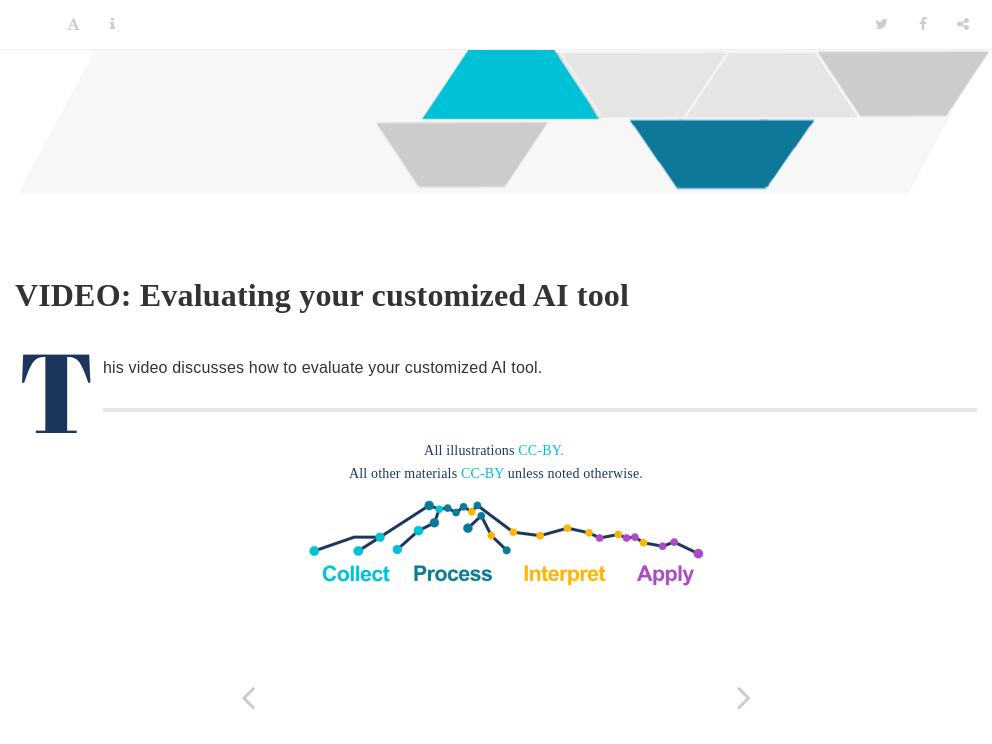 VIDEO: Evaluating your customized AI tool
This video discusses how to evaluate your customized AI tool.
All illustrations CC-BY.
All other materials CC-BY unless noted otherwise.
Collect Process Interpret Apply